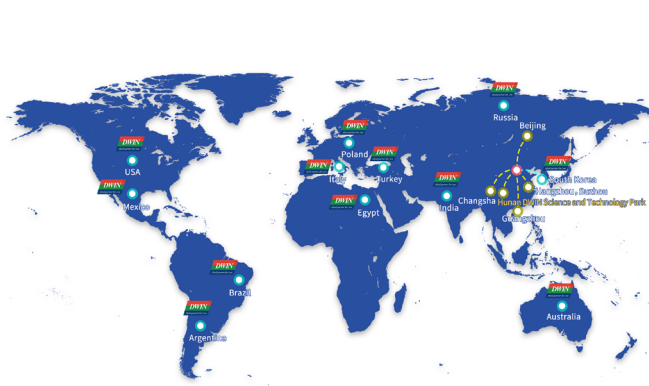 DWIN
Russia
Beijing
DWIN
Poland
DWIN
USA
DWIN
Italy
DWIN
Turkey
DWIN
South Korea
DWIN
Mexico
DWIN
Egypt
DWIN
India
Changsha
Hangzhou, Suzhou
Hunan DWIN Science and Technology Park
Guangzhou
DWIN
Brazil
DWIN
Australia
DWIN
Argentina